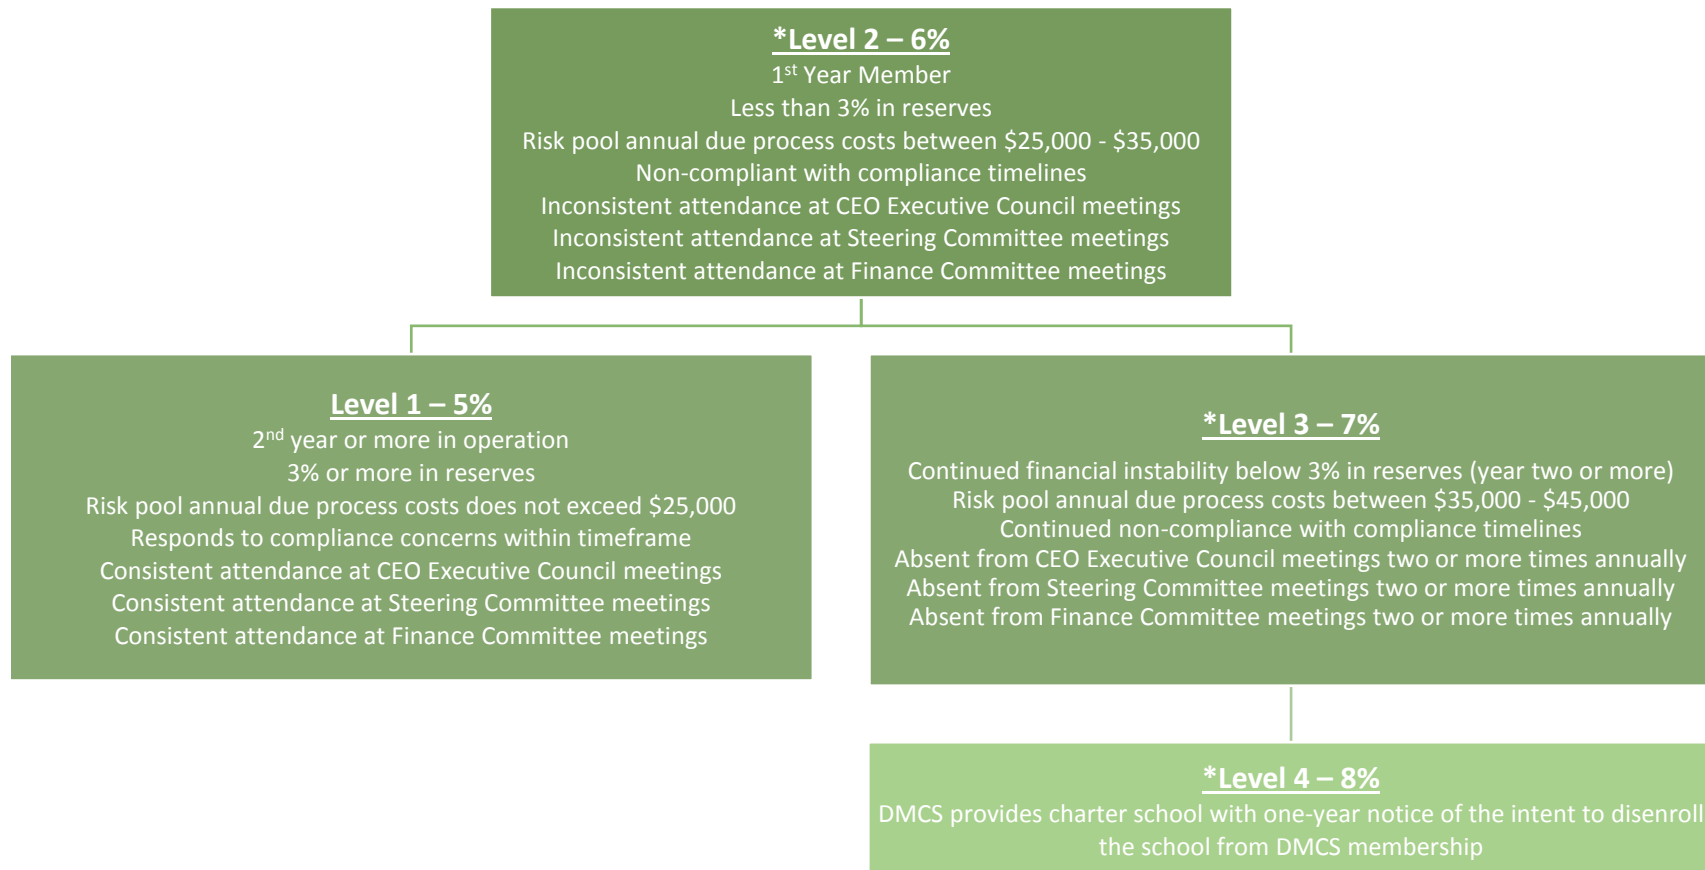 *Level 2 – 6%
1st Year Member
Less than 3% in reserves
Risk pool annual due process costs between $25,000 - $35,000
Non-compliant with compliance timelines
Inconsistent attendance at CEO Executive Council meetings
Inconsistent attendance at Steering Committee meetings
Inconsistent attendance at Finance Committee meetings
Level 1 – 5%
2nd year or more in operation
3% or more in reserves
Risk pool annual due process costs does not exceed $25,000
Responds to compliance concerns within timeframe
Consistent attendance at CEO Executive Council meetings
Consistent attendance at Steering Committee meetings
Consistent attendance at Finance Committee meetings
*Level 3 – 7%
Continued financial instability below 3% in reserves (year two or more)
Risk pool annual due process costs between $35,000 - $45,000
Continued non-compliance with compliance timelines
Absent from CEO Executive Council meetings two or more times annually
Absent from Steering Committee meetings two or more times annually
Absent from Finance Committee meetings two or more times annually
*Level 4 – 8%
DMCS provides charter school with one-year notice of the intent to disenroll
the school from DMCS membership